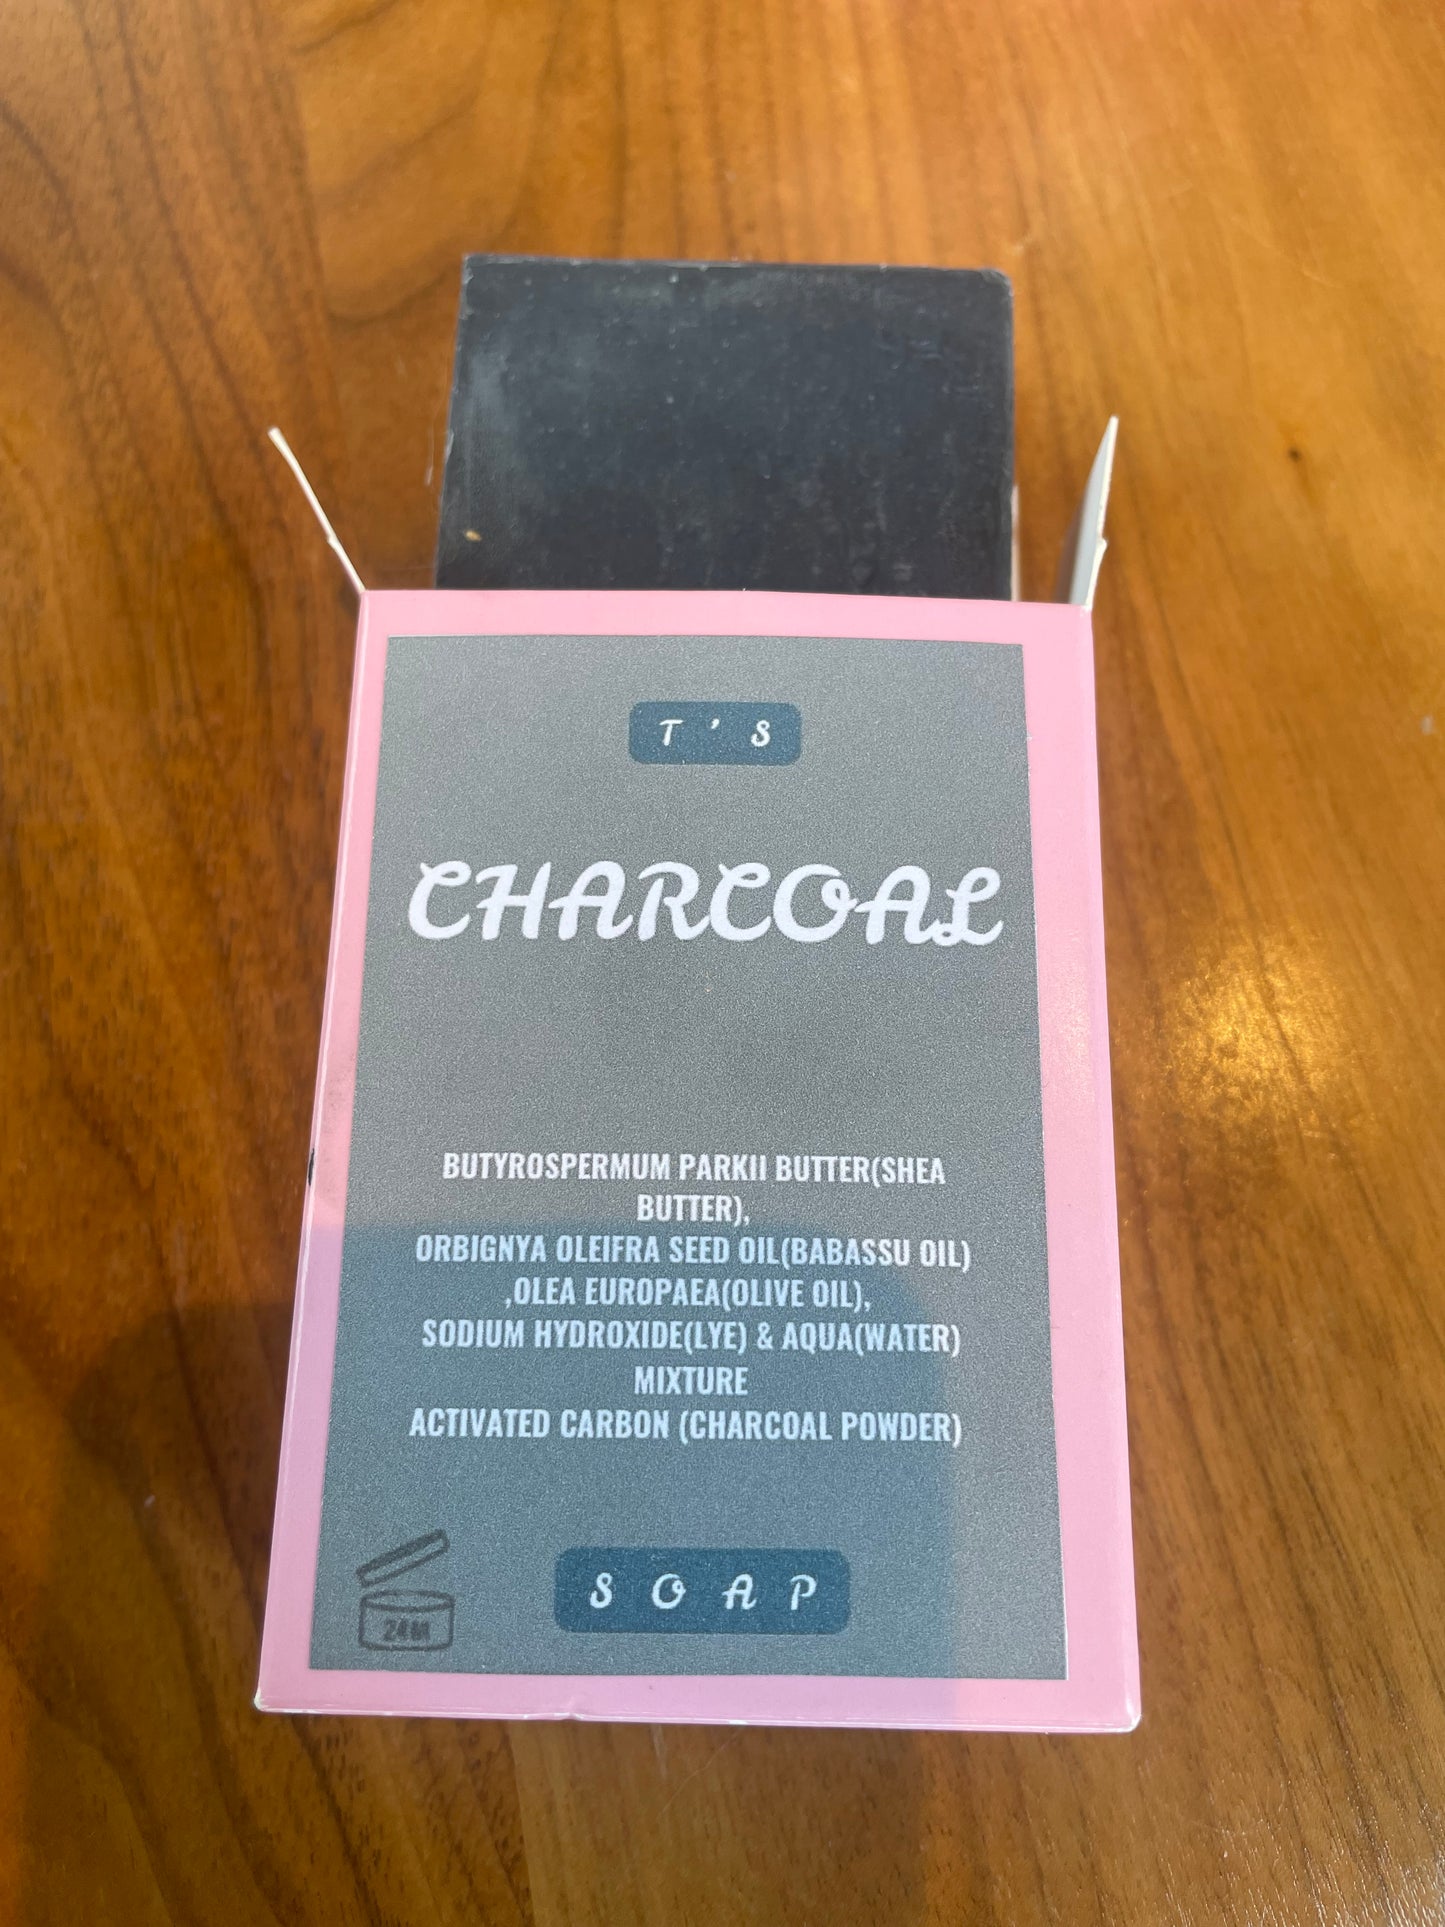 T'S
CHARCOAL
BUTYROSPERMUM PARKII BUTTER(SHEA
BUTTER),
ORBIGNYA OLEIFRA SEED OIL(BABASSU OIL)
,OLEA EUROPAEA(OLIVE OIL),
SODIUM HYDROXIDE(LYE) & AQUA(WATER)
MIXTURE
ACTIVATED CARBON (CHARCOAL POWDER)
SOAP
24M